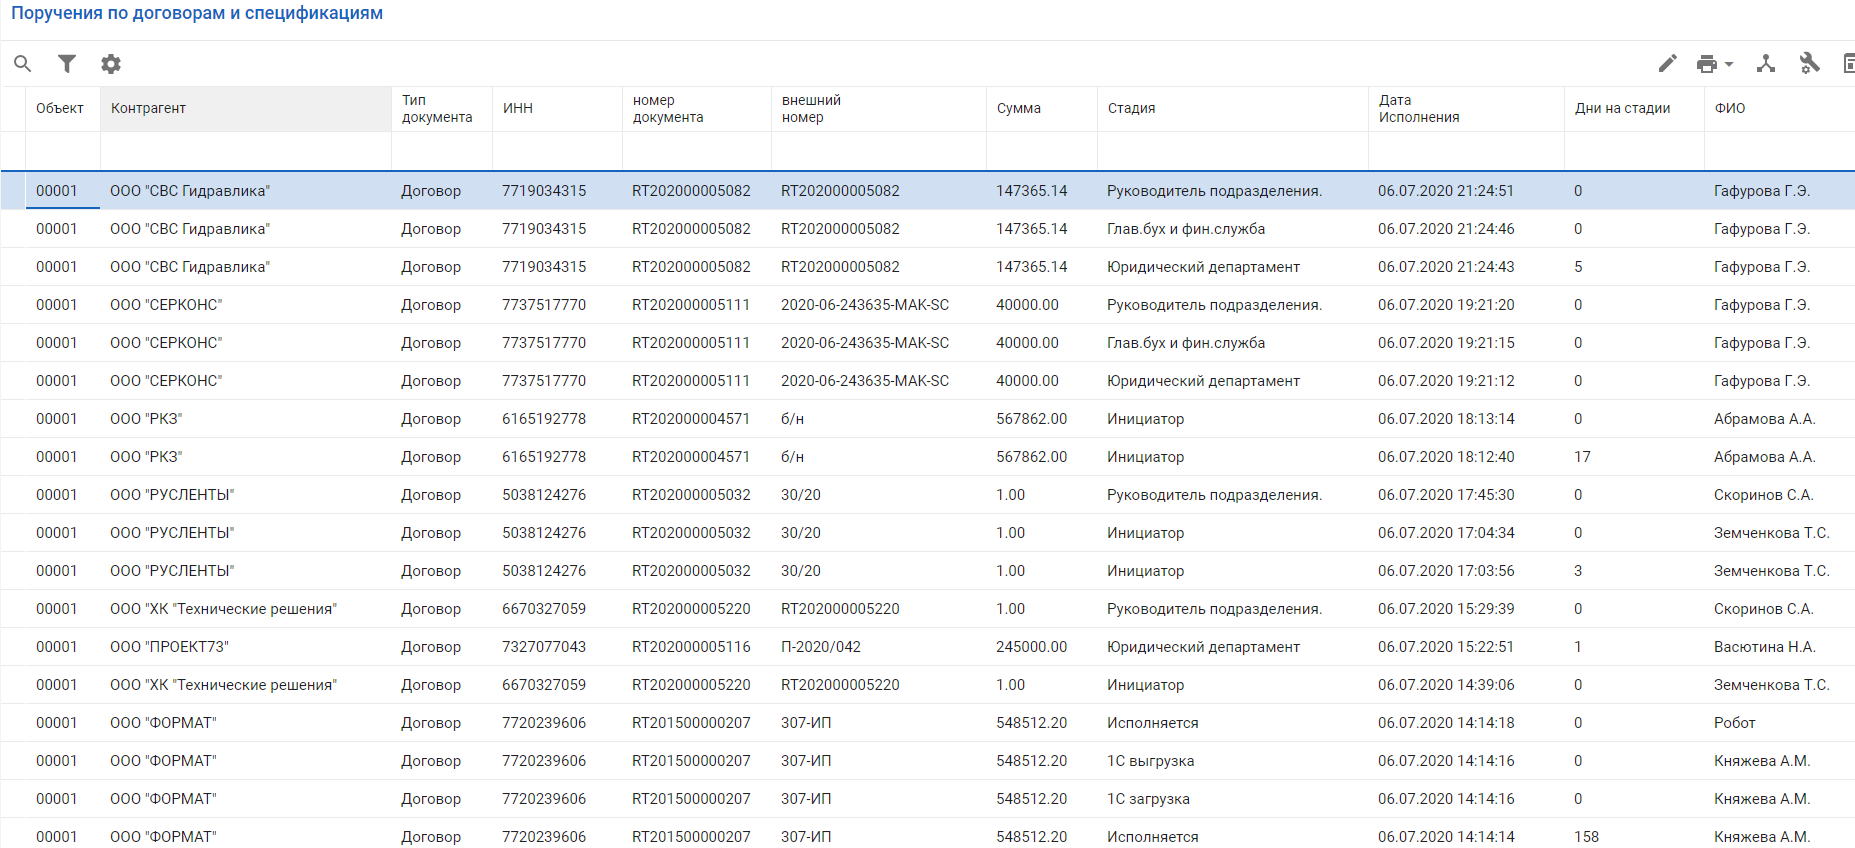 Поручения по договорам и спецификациям
Объект Контрагент Тип документа ИНН номер документа внешний номер Сумма Стадия Дата Исполнения Дни на стадии ФИО
00001 ООО "СВС Гидравлика" Договор 7719034315 RT202000005082 RT202000005082 147365.14 Руководитель подразделения. 06.07.2020 21:24:51 0 Гафурова Г.Э.
00001 ООО "СВС Гидравлика" Договор 7719034315 RT202000005082 RT202000005082 147365.14 Глав.бух и фин.служба 06.07.2020 21:24:46 0 Гафурова Г.Э.
00001 ООО "СВС Гидравлика" Договор 7719034315 RT202000005082 RT202000005082 147365.14 Юридический департамент 06.07.2020 21:24:43 5 Гафурова Г.Э.
00001 ООО "СЕРКОНС" Договор 7737517770 RT202000005111 2020-06-243635-MAK-SC 40000.00 Руководитель подразделения. 06.07.2020 19:21:20 0 Гафурова Г.Э.
00001 ООО "СЕРКОНС" Договор 7737517770 RT202000005111 2020-06-243635-MAK-SC 40000.00 Глав.бух и фин.служба 06.07.2020 19:21:15 0 Гафурова Г.Э.
00001 ООО "СЕРКОНС" Договор 7737517770 RT202000005111 2020-06-243635-MAK-SC 40000.00 Юридический департамент 06.07.2020 19:21:12 0 Гафурова Г.Э.
00001 ООО "РКЗ" Договор 6165192778 RT202000004571 б/н 567862.00 Инициатор 06.07.2020 18:13:14 0 Абрамова А.А.
00001 ООО "РКЗ" Договор 6165192778 RT202000004571 б/н 567862.00 Инициатор 06.07.2020 18:12:40 17 Абрамова А.А.
00001 ООО "РУСЛЕНТЫ" Договор 5038124276 RT202000005032 30/20 1.00 Руководитель подразделения. 06.07.2020 17:45:30 0 Скоринов С.А.
00001 ООО "РУСЛЕНТЫ" Договор 5038124276 RT202000005032 30/20 1.00 Инициатор 06.07.2020 17:04:34 0 Земченкова Т.С.
00001 ООО "РУСЛЕНТЫ" Договор 5038124276 RT202000005032 30/20 1.00 Инициатор 06.07.2020 17:03:56 3 Земченкова Т.С.
00001 ООО "ХК "Технические решения" Договор 6670327059 RT202000005220 RT202000005220 1.00 Руководитель подразделения. 06.07.2020 15:29:39 0 Скоринов С.А.
00001 ООО "ПРОЕКТ73" Договор 7327077043 RT202000005116 П-2020/042 245000.00 Юридический департамент 06.07.2020 15:22:51 1 Васютина Н.А.
00001 ООО "ХК "Технические решения" Договор 6670327059 RT202000005220 RT202000005220 1.00 Инициатор 06.07.2020 14:39:06 0 Земченкова Т.С.
00001 ООО "ФОРМАТ" Договор 7720239606 RT201500000207 307-ИП 548512.20 Исполняется 06.07.2020 14:14:18 0 Робот
00001 ООО "ФОРМАТ" Договор 7720239606 RT201500000207 307-ИП 548512.20 1С выгрузка 06.07.2020 14:14:16 0 Княжева А.М.
00001 ООО "ФОРМАТ" Договор 7720239606 RT201500000207 307-ИП 548512.20 1С загрузка 06.07.2020 14:14:16 0 Княжева А.М.
00001 ООО "ФОРМАТ" Договор 7720239606 RT201500000207 307-ИП 548512.20 Исполняется 06.07.2020 14:14:14 158 Княжева А.М.